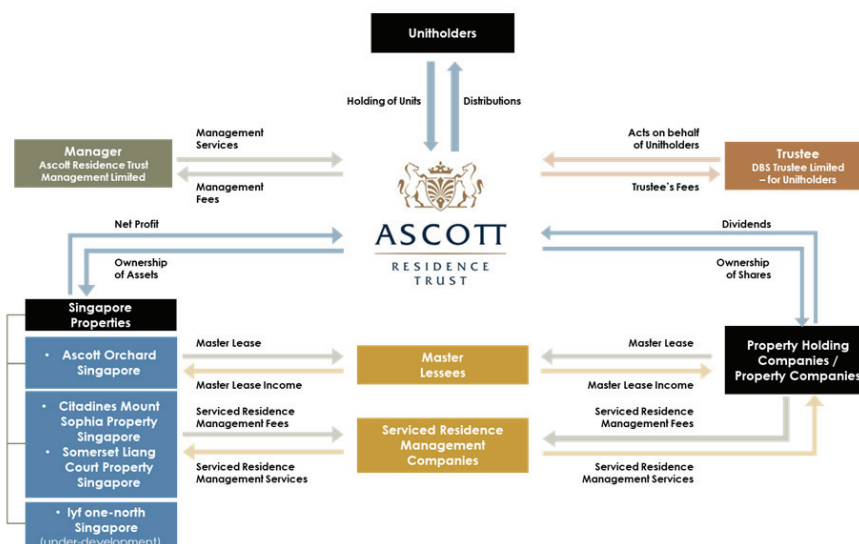 Unitholders
Holding of Units
Distributions
Manager
Ascott Residence Trust
Management Limited
Management
Services
Management
Fees
Acts on behalf
of Unitholders
Trustee's Fees
Trustee
DBS Trustee Limited
– for Unitholders
ASCOTT
RESIDENCE
TRUST
Net Profit
Ownership
of Assets
Dividends
Ownership
of Shares
Singapore
Properties
• Ascott Orchard
Singapore
Master Lease
Master Lease Income
Master
Lessees
Master Lease
Master Lease Income
Property Holding
Companies /
Property Companies
• Citadines Mount
Sophia Property
Singapore
• Somerset Liang
Court Property
Singapore
Serviced Residence
Management Fees
Serviced Residence
Management Services
Serviced Residence
Management
Companies
Serviced Residence
Management Fees
Serviced Residence
Management Services
• lyf one-north
Singapore
(under-development)